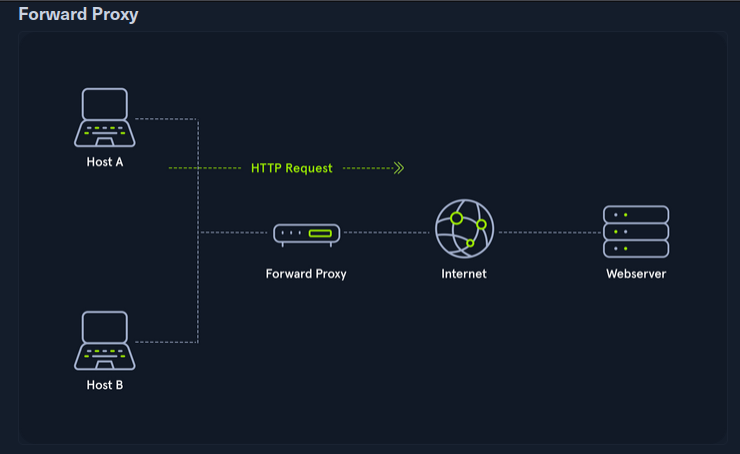 Forward Proxy
Host A
HTTP Request
Forward Proxy
Internet
Webserver
Host B